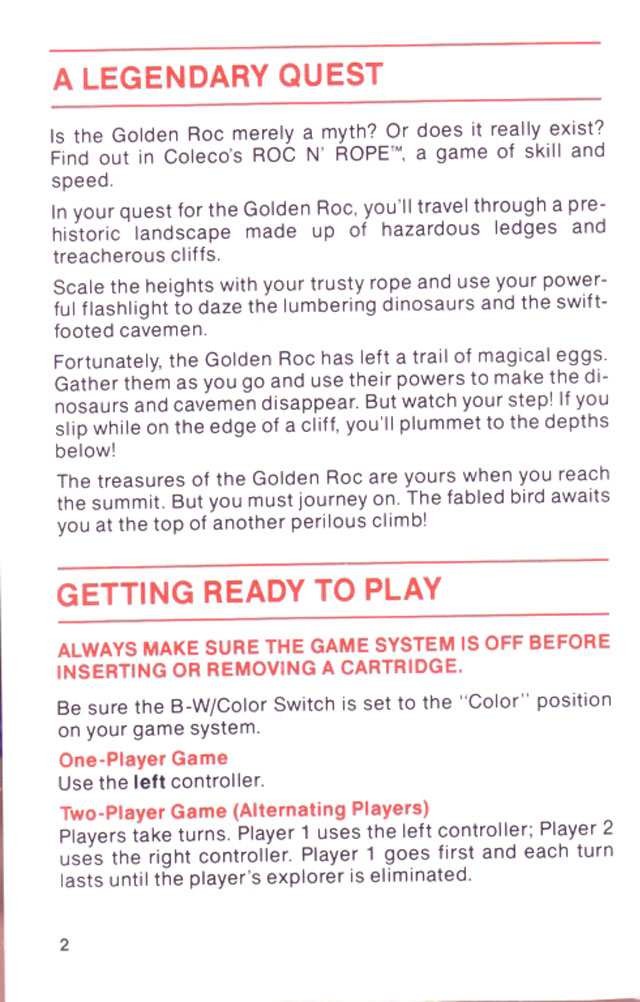 A LEGENDARY QUEST
Is the Golden Roc merely a myth? Or does it really exist?
Find out in Coleco's ROC N' ROPE™, a game of skill and
speed.
In your quest for the Golden Roc, you'll travel through a pre-
historic landscape made up of hazardous ledges and
treacherous cliffs.
Scale the heights with your trusty rope and use your power-
ful flashlight to daze the lumbering dinosaurs and the swift-
footed cavemen.
Fortunately, the Golden Roc has left a trail of magical eggs.
Gather them as you go and use their powers to make the di-
nosaurs and cavemen disappear. But watch your step! If you
slip while on the edge of a cliff, you'll plummet to the depths
below!
The treasures of the Golden Roc are yours when you reach
the summit. But you must journey on. The fabled bird awaits
you at the top of another perilous climb!
GETTING READY TO PLAY
ALWAYS MAKE SURE THE GAME SYSTEM IS OFF BEFORE
INSERTING OR REMOVING A CARTRIDGE.
Be sure the B-W/Color Switch is set to the "Color" position
on your game system.
One-Player Game
Use the left controller.
Two-Player Game (Alternating Players)
Players take turns. Player 1 uses the left controller; Player 2
uses the right controller. Player 1 goes first and each turn
lasts until the player's explorer is eliminated.
2